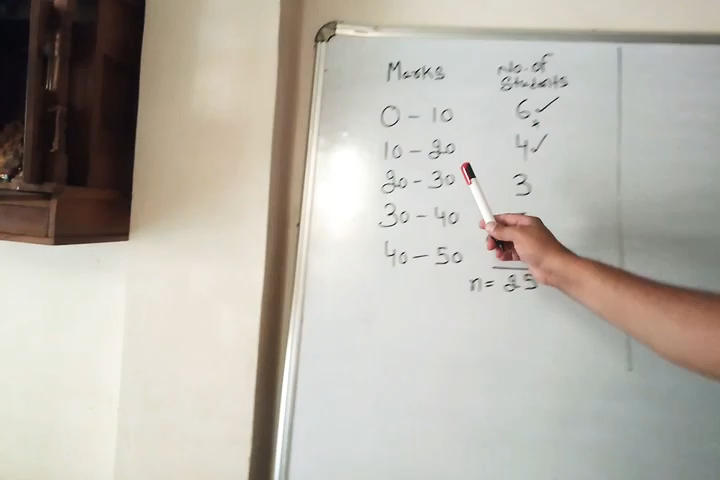 Marks No. of Students
0 - 10 6 ✓
10 - 20 4 ✓
20 - 30 3
30 - 40
40 - 50
n = 25